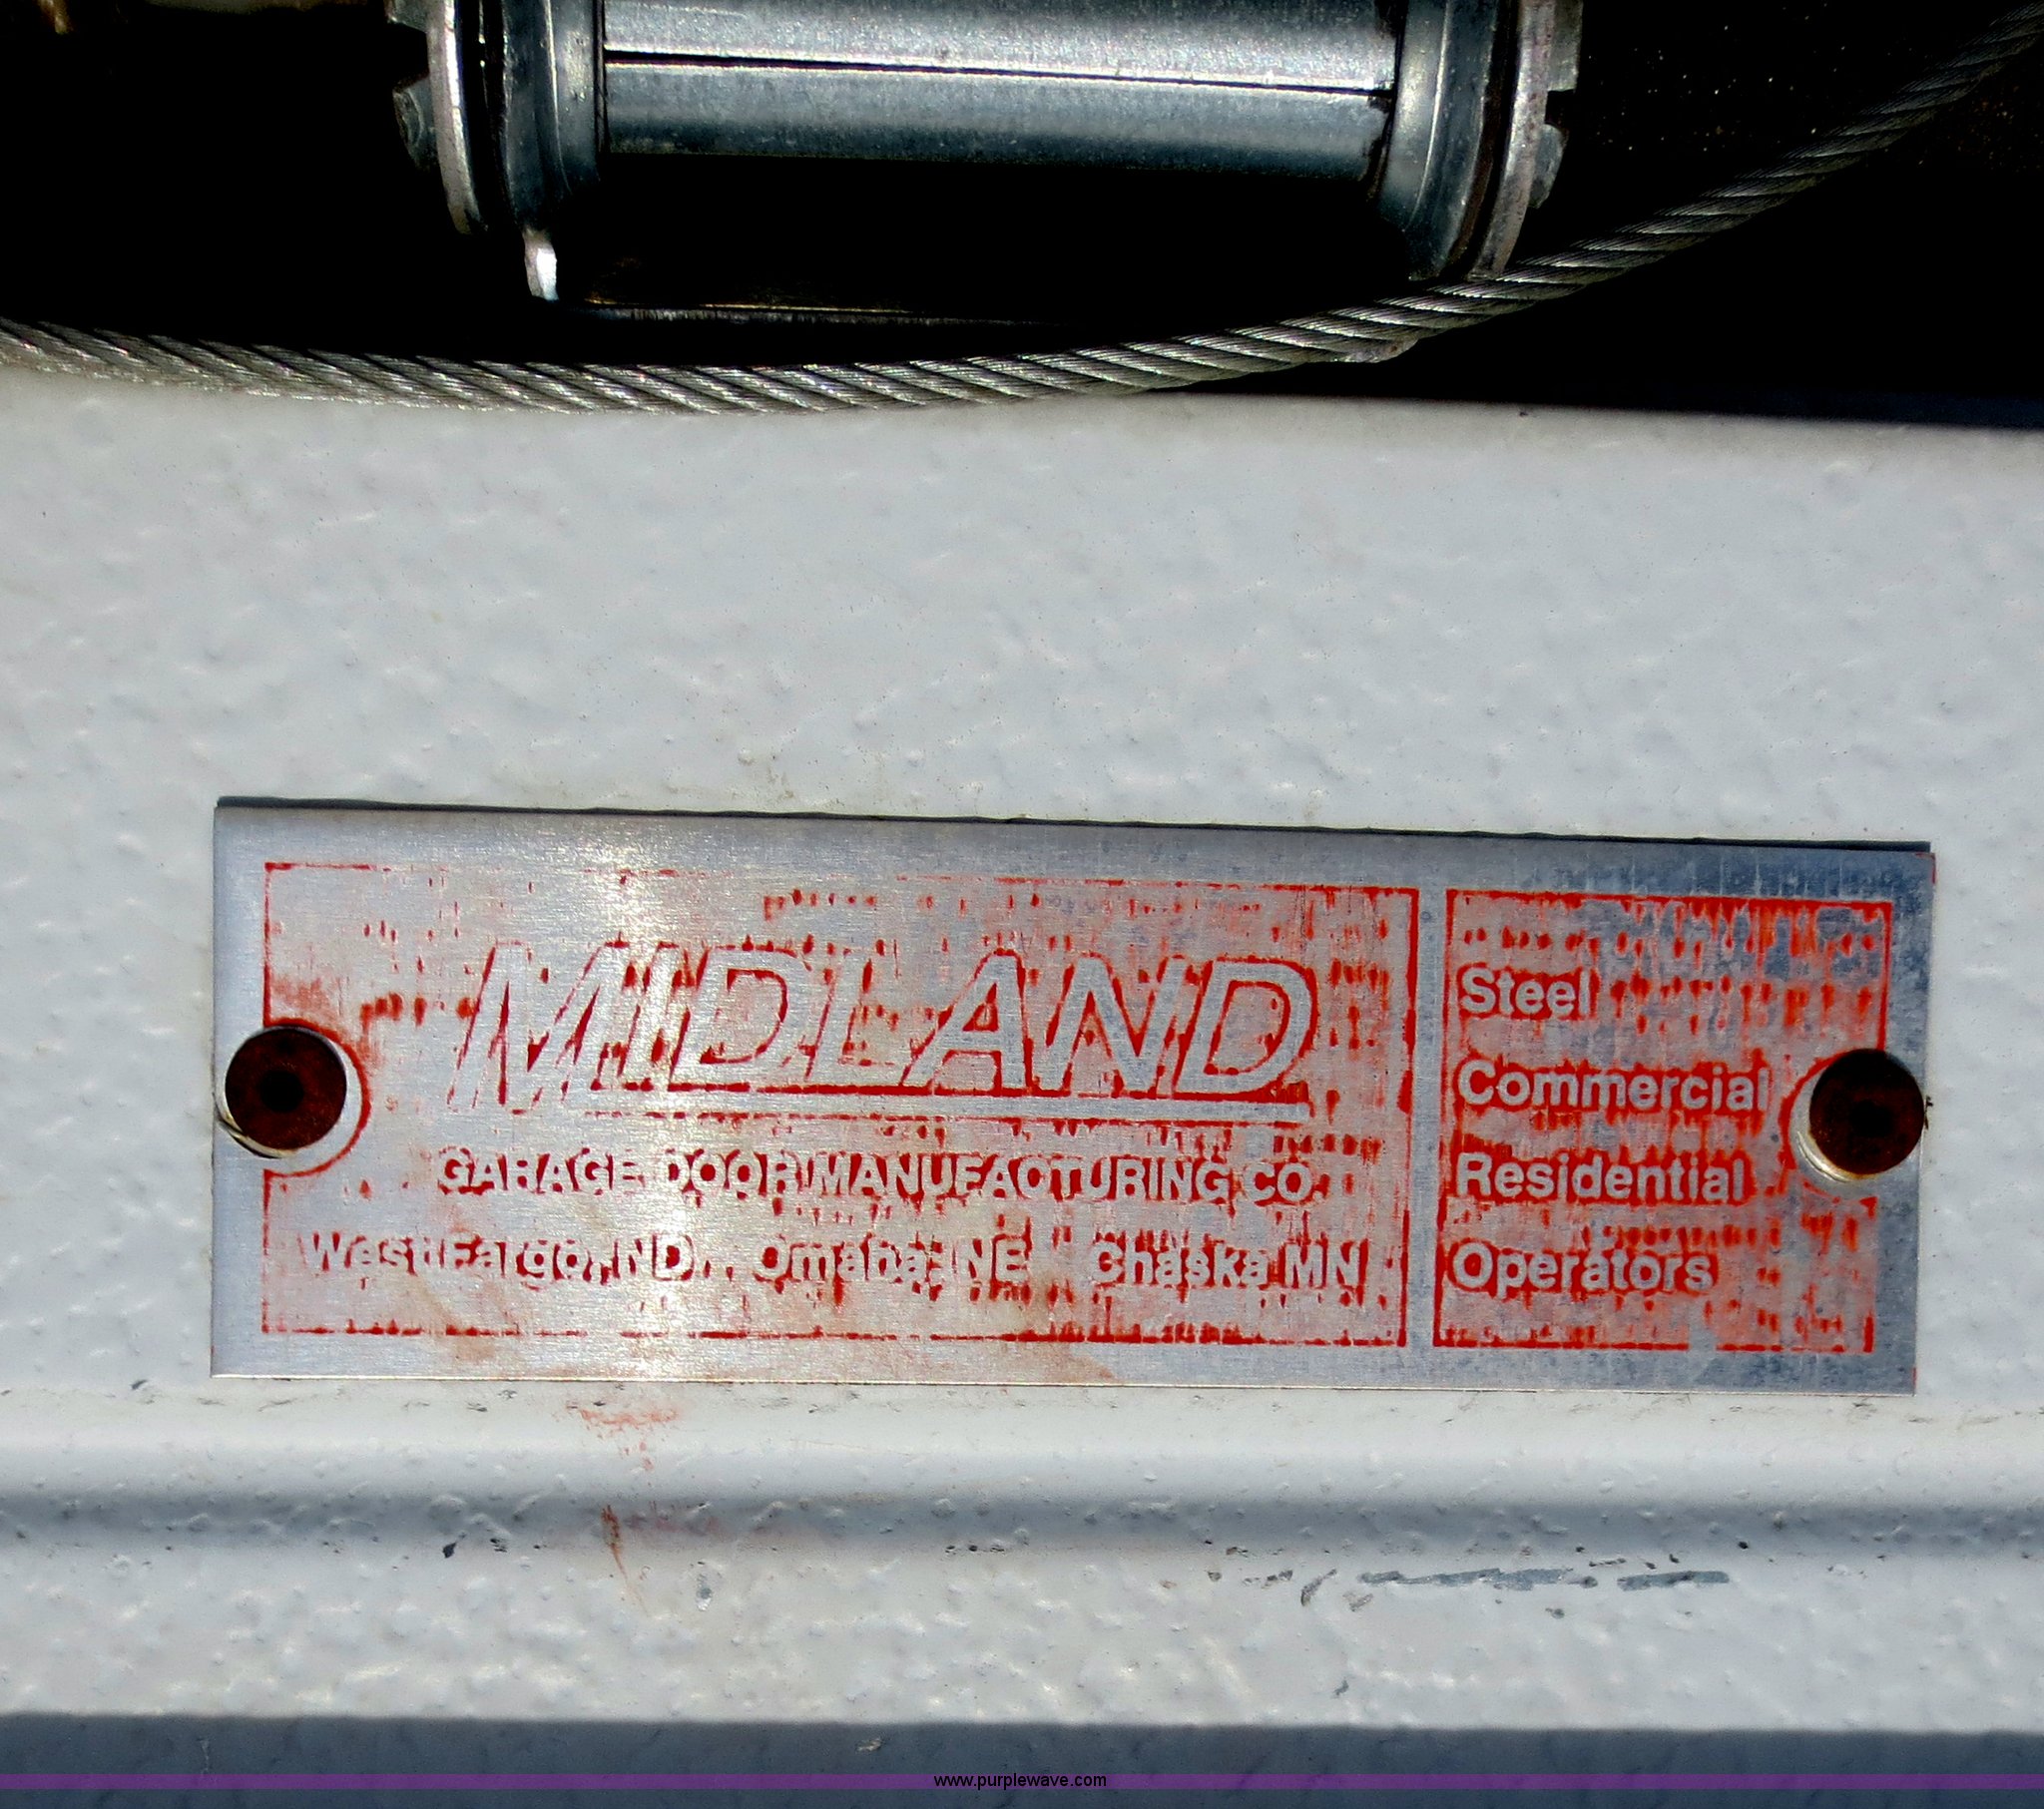 MIDLAND
GARAGE DOOR MANUFACTURING CO.
West Fargo, ND Omaha, NE Chaska MN
Steel
Commercial
Residential
Operators
www.purplewave.com